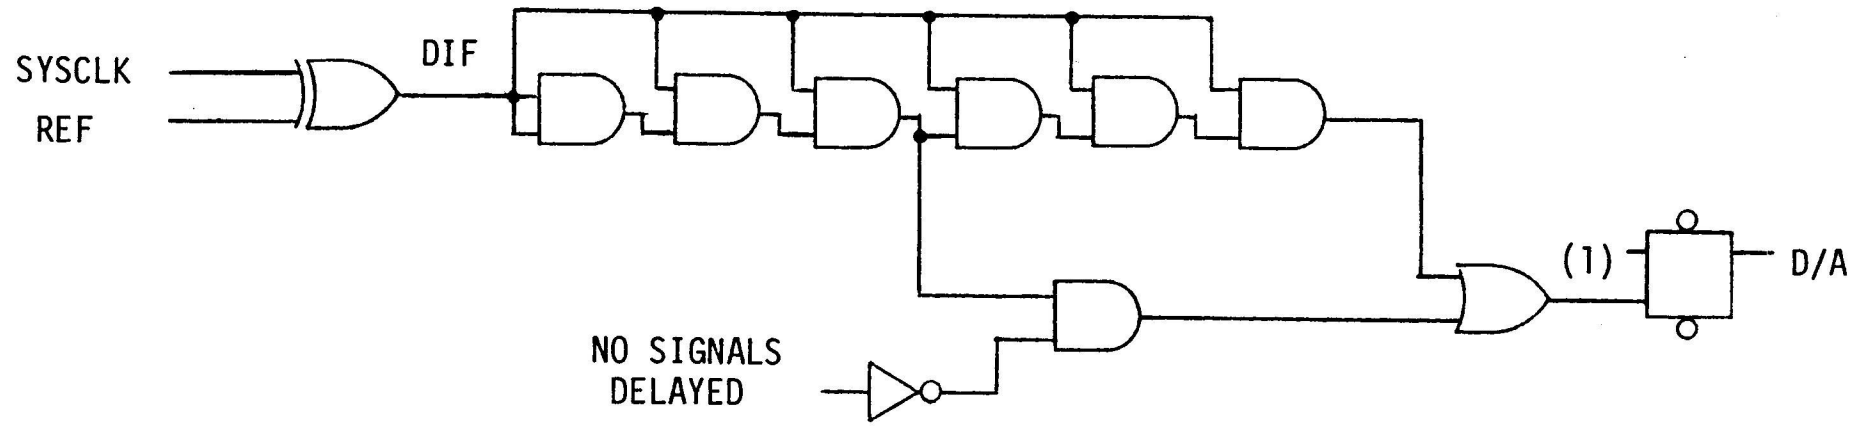 DIF
SYSCLK
REF
(1)
D/A
NO SIGNALS
DELAYED